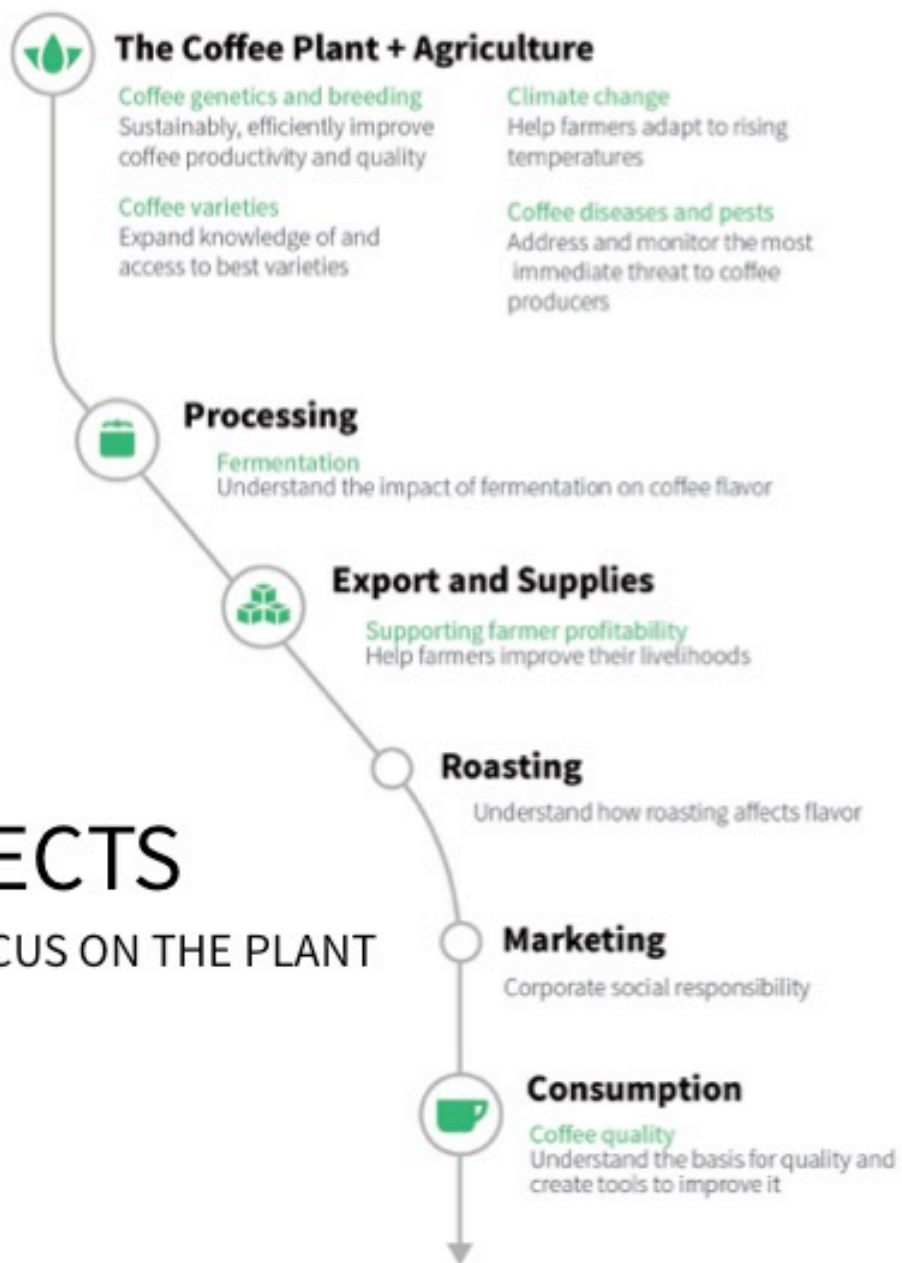 The Coffee Plant + Agriculture
Coffee genetics and breeding
Sustainably, efficiently improve
coffee productivity and quality
Coffee varieties
Expand knowledge of and
access to best varieties
Climate change
Help farmers adapt to rising
temperatures
Coffee diseases and pests
Address and monitor the most
immediate threat to coffee
producers
Processing
Fermentation
Understand the impact of fermentation on coffee flavor
Export and Supplies
Supporting farmer profitability
Help farmers improve their livelihoods
Roasting
Understand how roasting affects flavor
ECTS
CUS ON THE PLANT
Marketing
Corporate social responsibility
Consumption
Coffee quality
Understand the basis for quality and
create tools to improve it